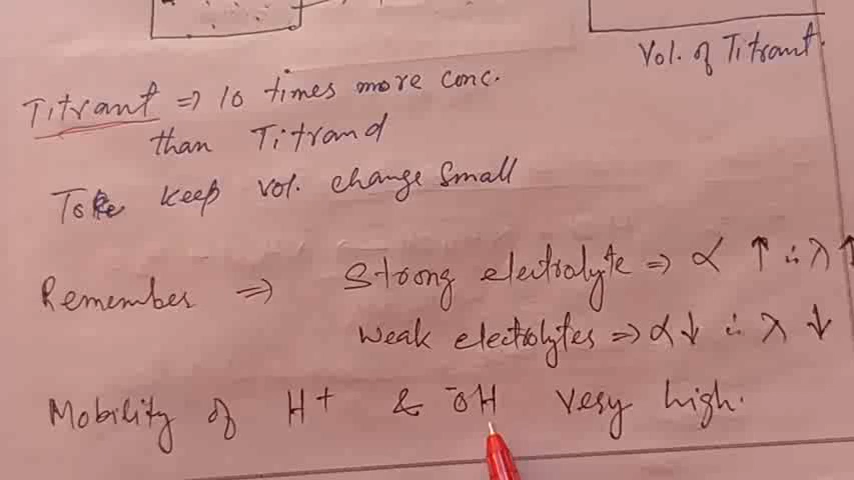 Vol. of Titrant.
Titrant => 10 times more conc.
than Titrand
To keep vol. change small
Remember => Strong electrolyte => α ↑ ∴ λ ↑
Weak electrolytes => α ↓ ∴ λ ↓
Mobility of H+ & ⁻OH very high.